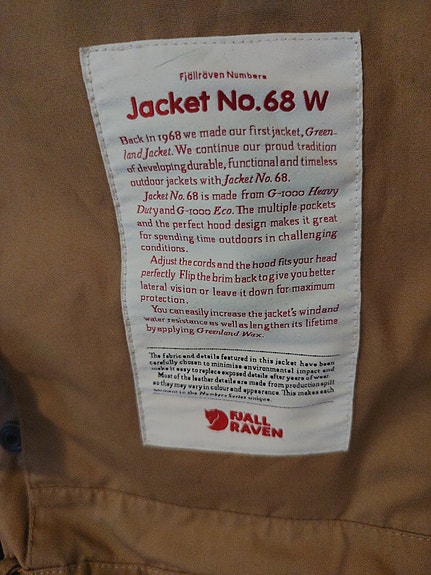 Fjällräven Numbers
Jacket No.68 W
Back in 1968 we made our first jacket, Green-
land Jacket. We continue our proud tradition
of developing durable, functional and timeless
outdoor jackets with Jacket No. 68.
Jacket No. 68 is made from G-1000 Heavy
Duty and G-1000 Eco. The multiple pockets
and the perfect hood design makes it great
for spending time outdoors in challenging
conditions.
Adjust the cords and the hood fits your head
perfectly. Flip the brim back to give you better
lateral vision or leave it down for maximum
protection.
You can easily increase the jacket's wind and
water resistance as well as lengthen its lifetime
by applying Greenland Wax.
The fabric and details featured in this jacket have been
carefully chosen to minimise environmental impact and
make it easy to replace exposed details after years of wear.
Most of the leather details are made from production spill
so they may vary in colour and appearance. This makes each
garment in the Numbers Series unique.
FJÄLL
RÄVEN